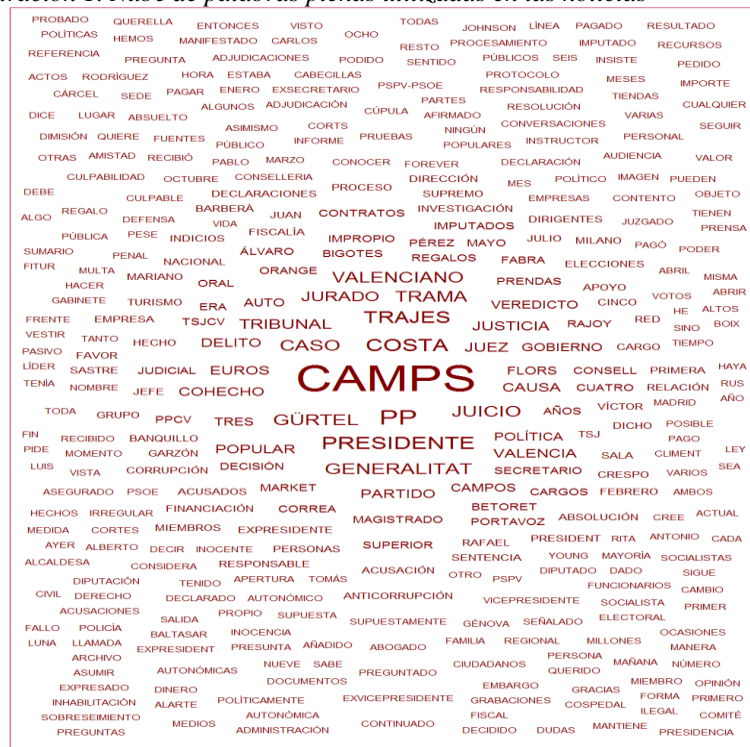 ración 1. Nube de palabras plenas utilizadas en las noticias
PROBADO QUERELLA ENTONCES VISTO TODAS JOHNSON LÍNEA PAGADO RESULTADO
POLÍTICAS HEMOS MANIFESTADO CARLOS OCHO RESTO PROCESAMIENTO IMPUTADO RECURSOS
REFERENCIA PREGUNTA ADJUDICACIONES PODIDO SENTIDO PÚBLICOS SEIS INSISTE PEDIDO
ACTOS RODRÍGUEZ HORA ESTABA CABECILLAS PROTOCOLO MESES IMPORTE
CÁRCEL SEDE PAGAR ENERO EXSECRETARIO PSPV-PSOE RESPONSABILIDAD TIENDAS CUALQUIER
DICE LUGAR ABSUELTO ALGUNOS ADJUDICACIÓN CÚPULA PARTES AFIRMADO RESOLUCIÓN VARIAS SEGUIR
DIMISIÓN QUIERE FUENTES ASIMISMO CORTS PRUEBAS NINGÚN CONVERSACIONES PERSONAL
PÚBLICO INFORME POPULARES INSTRUCTOR
OTRAS AMISTAD RECIBIÓ PABLO MARZO CONOCER FOREVER DECLARACIÓN AUDIENCIA VALOR
CULPABILIDAD OCTUBRE CONSELLERIA DIRECCIÓN MES POLÍTICO IMAGEN PUEDEN
DEBE CULPABLE DECLARACIONES PROCESO SUPREMO EMPRESAS CONTENTO OBJETO
ALGO REGALO DEFENSA BARBERÁ JUAN CONTRATOS INVESTIGACIÓN DIRIGENTES JUZGADO TIENEN
VIDA IMPUTADOS PRENSA
PÚBLICA PESE INDICIOS FISCALÍA IMPROPIO PÉREZ MAYO JULIO MILANO PAGÓ PODER
SUMARIO PENAL NACIONAL ÁLVARO BIGOTES REGALOS FABRA ELECCIONES ABRIL MISMA
FITUR MULTA MARIANO ORANGE VALENCIANO PRENDAS APOYO
HACER ORAL JURADO TRAMA VEREDICTO CINCO VOTOS ABRIR
GABINETE TURISMO ERA AUTO TRAJES HE ALTOS
FRENTE EMPRESA TSJCV TRIBUNAL JUSTICIA RAJOY RED SINO BOIX
VESTIR TANTO HECHO DELITO CASO COSTA JUEZ GOBIERNO CARGO TIEMPO
PASIVO FAVOR
LÍDER SASTRE JUDICIAL EUROS CAMPS FLORS CONSELL PRIMERA HAYA
TENÍA NOMBRE JEFE COHECHO CAUSA CUATRO RELACIÓN RUS
TODA GRUPO PPCV TRES GÜRTEL PP JUICIO AÑOS VÍCTOR MADRID AÑO
DICHO POSIBLE
FIN RECIBIDO BANQUILLO PRESIDENTE POLÍTICA TSJ PAGO
PIDE MOMENTO GARZÓN POPULAR VALENCIA SALA CLIMENT LEY
LUIS VISTA CORRUPCIÓN DECISIÓN GENERALITAT SECRETARIO CRESPO VARIOS SEA
ASEGURADO PSOE ACUSADOS MARKET PARTIDO CAMPOS CARGOS FEBRERO AMBOS
HECHOS IRREGULAR FINANCIACIÓN CORREA BETORET
MEDIDA CORTES MIEMBROS EXPRESIDENTE MAGISTRADO PORTAVOZ ABSOLUCIÓN CREE ACTUAL
AYER ALBERTO DECIR INOCENTE PERSONAS SUPERIOR RAFAEL PRESIDENT RITA ANTONIO CADA
ALCALDESA CONSIDERA RESPONSABLE SENTENCIA YOUNG MAYORÍA SOCIALISTAS
DIPUTACIÓN TENIDO APERTURA TOMÁS ACUSACIÓN OTRO PSPV DIPUTADO DADO SIGUE
CIVIL DERECHO DECLARADO AUTONÓMICO ANTICORRUPCIÓN FUNCIONARIOS CAMBIO
ACUSACIONES SALIDA PROPIO SUPUESTA VICEPRESIDENTE SOCIALISTA PRIMER
FALLO POLICÍA BALTASAR INOCENCIA SUPUESTAMENTE GÉNOVA SEÑALADO ELECTORAL
LUNA LLAMADA EXPRESIDENT PRESUNTA AÑADIDO ABOGADO FAMILIA REGIONAL MILLONES OCASIONES
ARCHIVO PERSONA MANERA
ASUMIR AUTONÓMICAS NUEVE SABE PREGUNTADO CIUDADANOS QUERIDO MAÑANA NÚMERO
EXPRESADO DINERO DOCUMENTOS EMBARGO GRACIAS MIEMBRO OPINIÓN
INHABILITACIÓN ALARTE POLÍTICAMENTE EXVICEPRESIDENTE GRABACIONES COSPEDAL FORMA PRIMERO
SOBRESEIMIENTO AUTONÓMICA FISCAL ILEGAL COMITÉ
PREGUNTAS MEDIOS ADMINISTRACIÓN CONTINUADO DECIDIDO DUDAS MANTIENE PRESIDENCIA